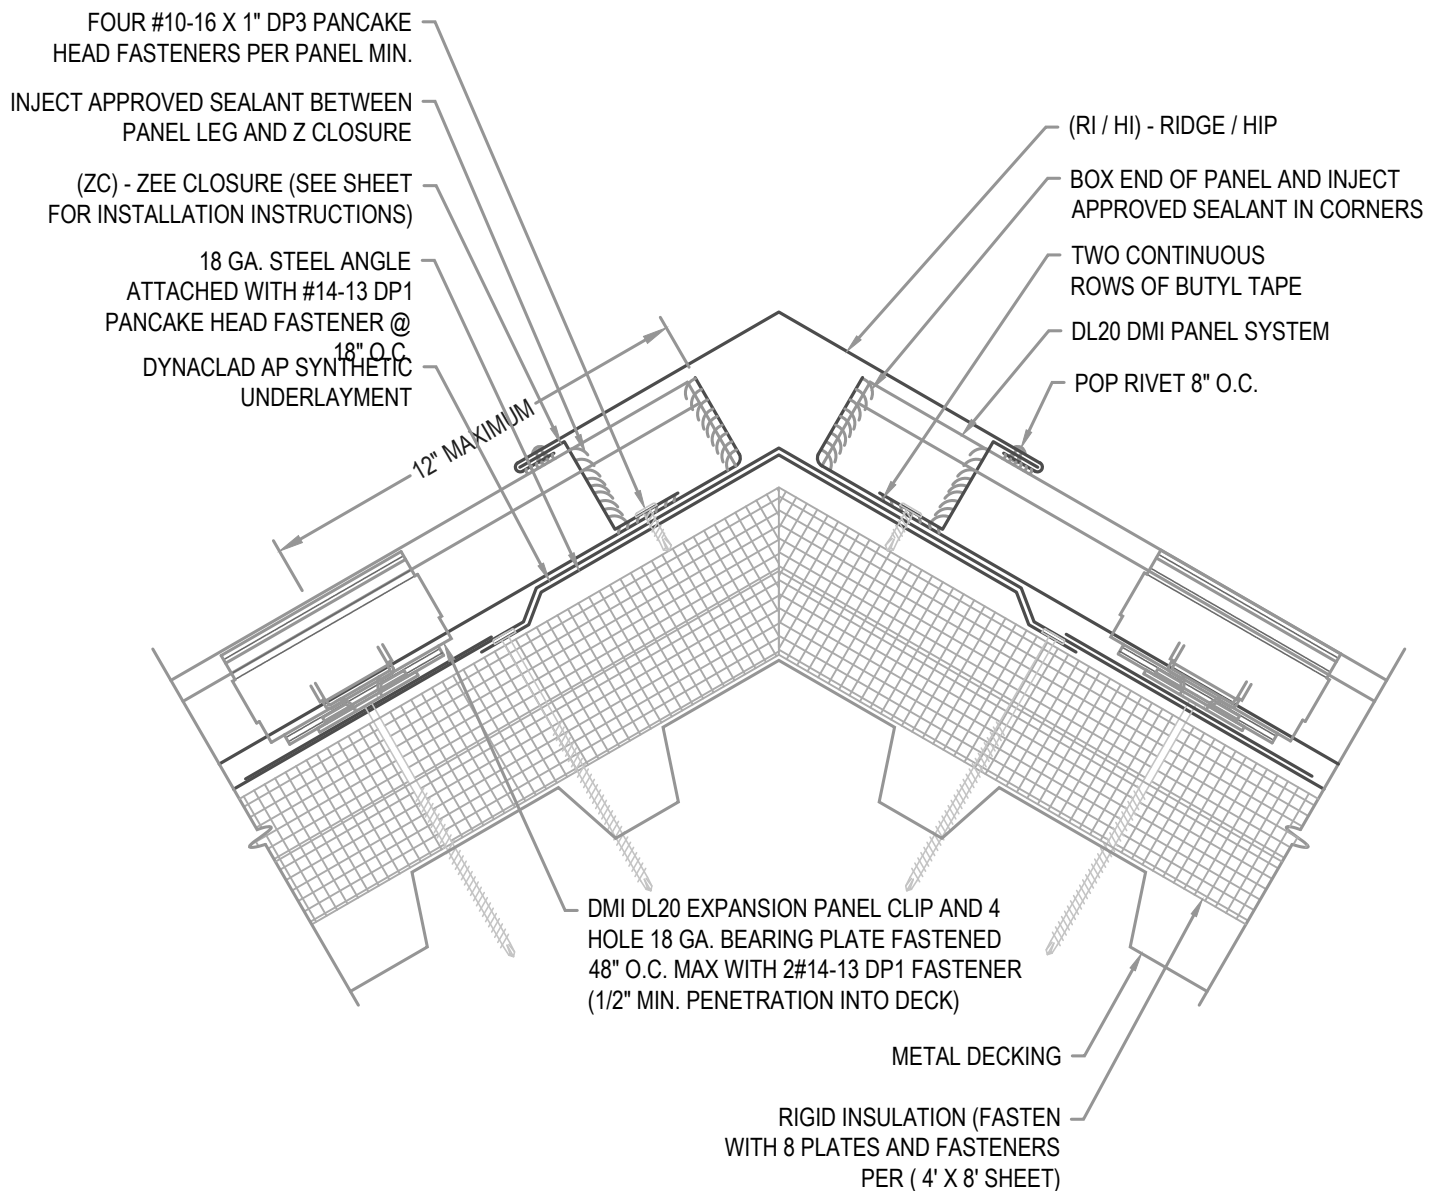 FOUR #10-16 X 1" DP3 PANCAKE
HEAD FASTENERS PER PANEL MIN.
INJECT APPROVED SEALANT BETWEEN
PANEL LEG AND Z CLOSURE
(ZC) - ZEE CLOSURE (SEE SHEET
FOR INSTALLATION INSTRUCTIONS)
18 GA. STEEL ANGLE
ATTACHED WITH #14-13 DP1
PANCAKE HEAD FASTENER @
18" O.C.
DYNACLAD AP SYNTHETIC
UNDERLAYMENT
12" MAXIMUM
(RI / HI) - RIDGE / HIP
BOX END OF PANEL AND INJECT
APPROVED SEALANT IN CORNERS
TWO CONTINUOUS
ROWS OF BUTYL TAPE
DL20 DMI PANEL SYSTEM
POP RIVET 8" O.C.
DMI DL20 EXPANSION PANEL CLIP AND 4
HOLE 18 GA. BEARING PLATE FASTENED
48" O.C. MAX WITH 2#14-13 DP1 FASTENER
(1/2" MIN. PENETRATION INTO DECK)
METAL DECKING
RIGID INSULATION (FASTEN
WITH 8 PLATES AND FASTENERS
PER ( 4' X 8' SHEET)